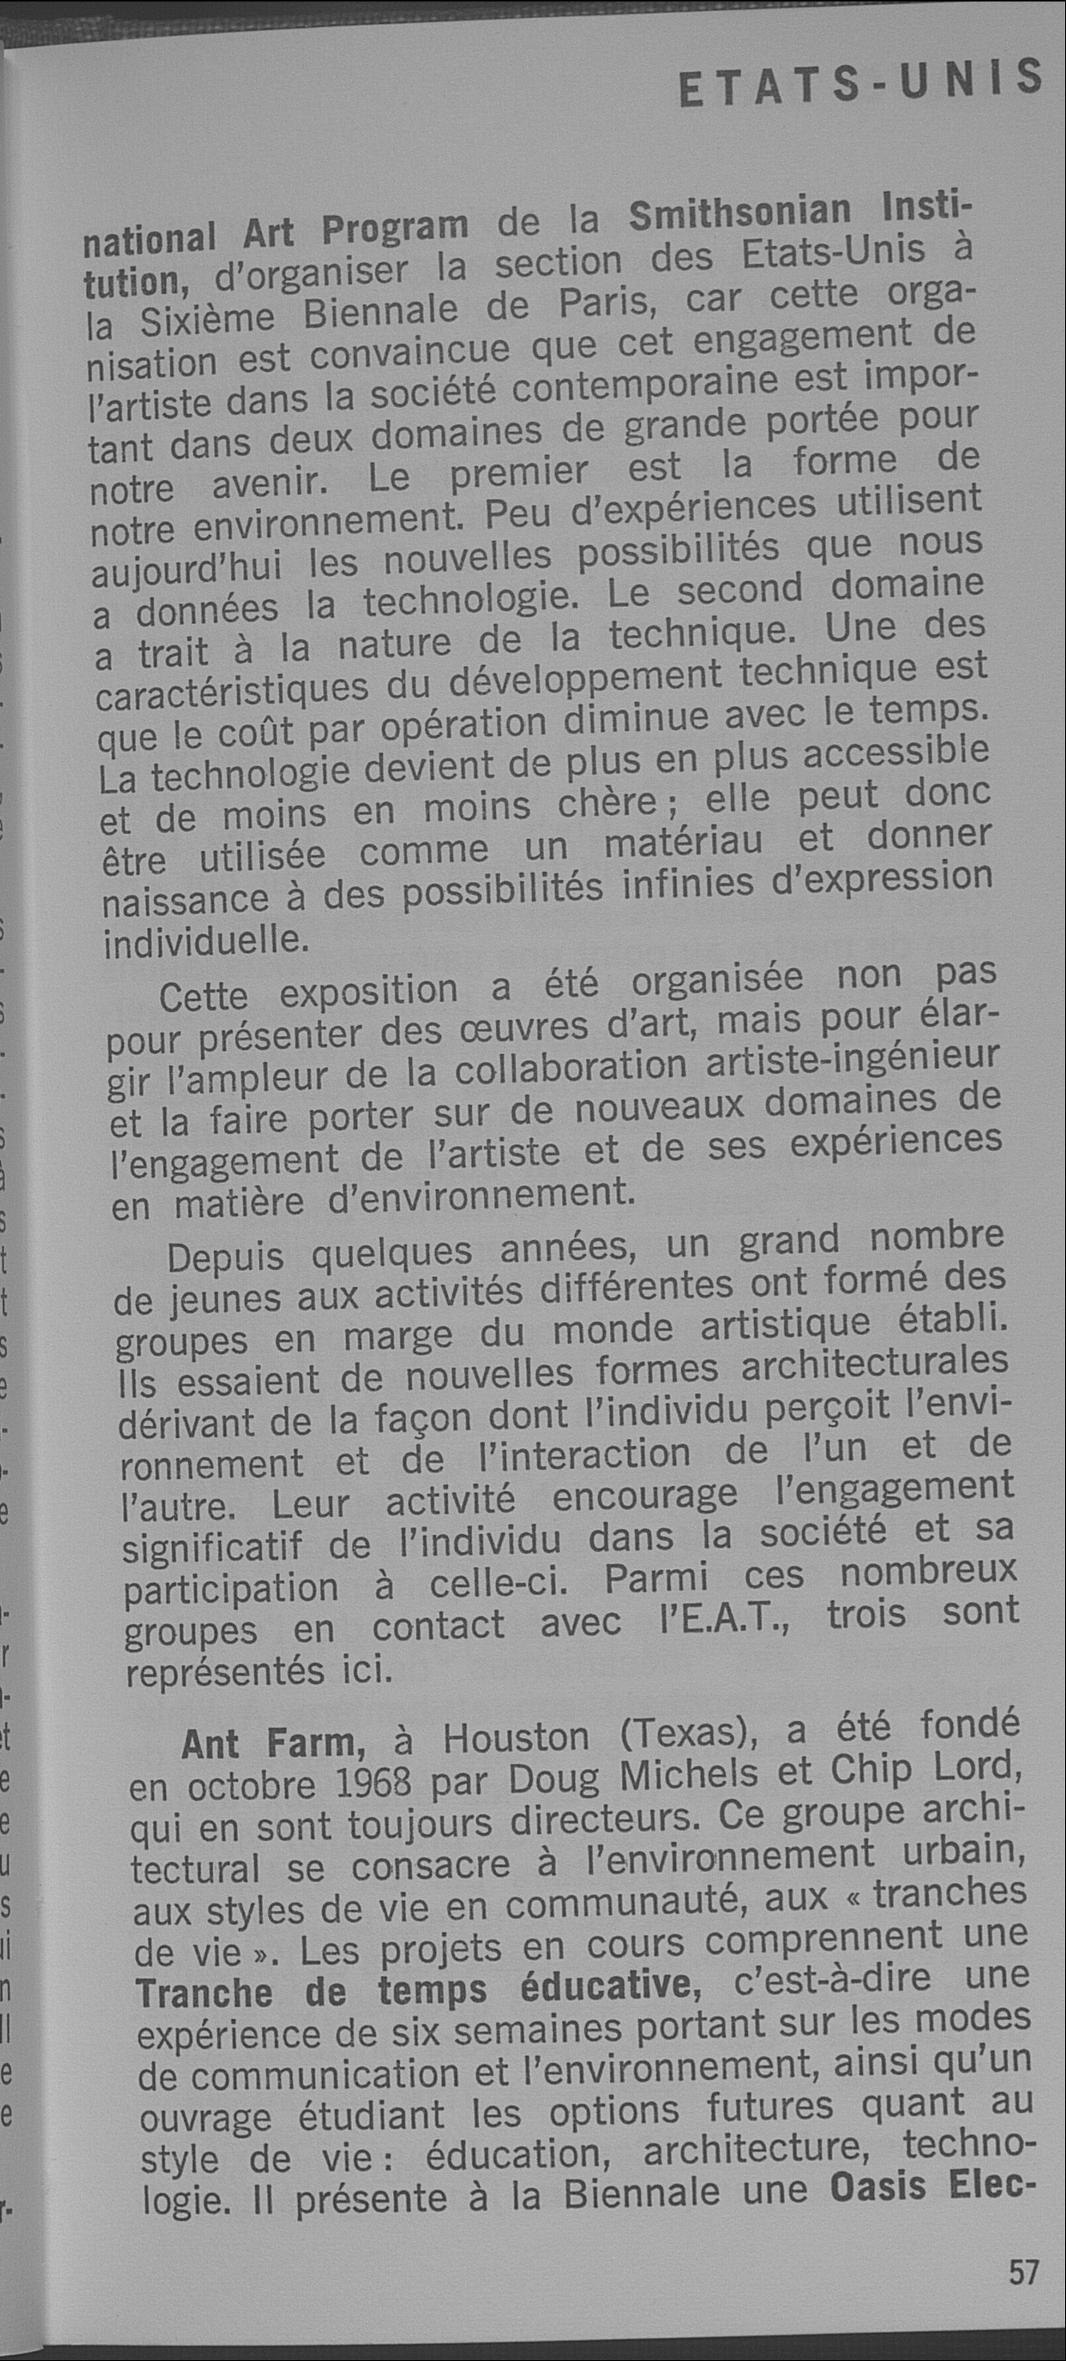 ETATS-UNIS
national Art Program de la Smithsonian Insti-
tution, d'organiser la section des Etats-Unis à
la Sixième Biennale de Paris, car cette orga-
nisation est convaincue que cet engagement de
l'artiste dans la société contemporaine est impor-
tant dans deux domaines de grande portée pour
notre avenir. Le premier est la forme de
notre environnement. Peu d'expériences utilisent
aujourd'hui les nouvelles possibilités que nous
a données la technologie. Le second domaine
a trait à la nature de la technique. Une des
caractéristiques du développement technique est
que le coût par opération diminue avec le temps.
La technologie devient de plus en plus accessible
et de moins en moins chère ; elle peut donc
être utilisée comme un matériau et donner
naissance à des possibilités infinies d'expression
individuelle.
Cette exposition a été organisée non pas
pour présenter des œuvres d'art, mais pour élar-
gir l'ampleur de la collaboration artiste-ingénieur
et la faire porter sur de nouveaux domaines de
l'engagement de l'artiste et de ses expériences
en matière d'environnement.
Depuis quelques années, un grand nombre
de jeunes aux activités différentes ont formé des
groupes en marge du monde artistique établi.
Ils essaient de nouvelles formes architecturales
dérivant de la façon dont l'individu perçoit l'envi-
ronnement et de l'interaction de l'un et de
l'autre. Leur activité encourage l'engagement
significatif de l'individu dans la société et sa
participation à celle-ci. Parmi ces nombreux
groupes en contact avec l'E.A.T., trois sont
représentés ici.
Ant Farm, à Houston (Texas), a été fondé
en octobre 1968 par Doug Michels et Chip Lord,
qui en sont toujours directeurs. Ce groupe archi-
tectural se consacre à l'environnement urbain,
aux styles de vie en communauté, aux « tranches
de vie ». Les projets en cours comprennent une
Tranche de temps éducative, c'est-à-dire une
expérience de six semaines portant sur les modes
de communication et l'environnement, ainsi qu'un
ouvrage étudiant les options futures quant au
style de vie : éducation, architecture, techno-
logie. Il présente à la Biennale une Oasis Elec-
57